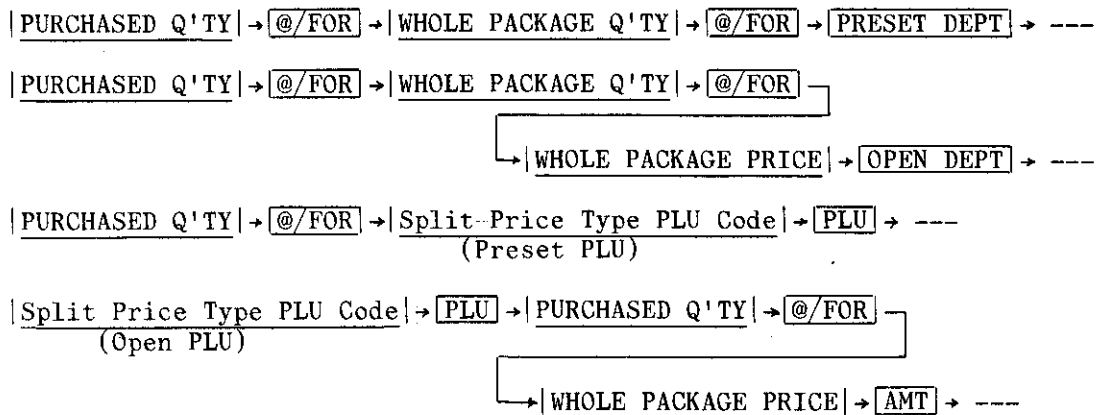 |PURCHASED Q'TY| → @/FOR → |WHOLE PACKAGE Q'TY| → @/FOR → PRESET DEPT → ---
|PURCHASED Q'TY| → @/FOR → |WHOLE PACKAGE Q'TY| → @/FOR
→ |WHOLE PACKAGE PRICE| → OPEN DEPT → ---
|PURCHASED Q'TY| → @/FOR → |Split Price Type PLU Code| → PLU → ---
(Preset PLU)
|Split Price Type PLU Code| → PLU → |PURCHASED Q'TY| → @/FOR
(Open PLU)
→ |WHOLE PACKAGE PRICE| → AMT → ---